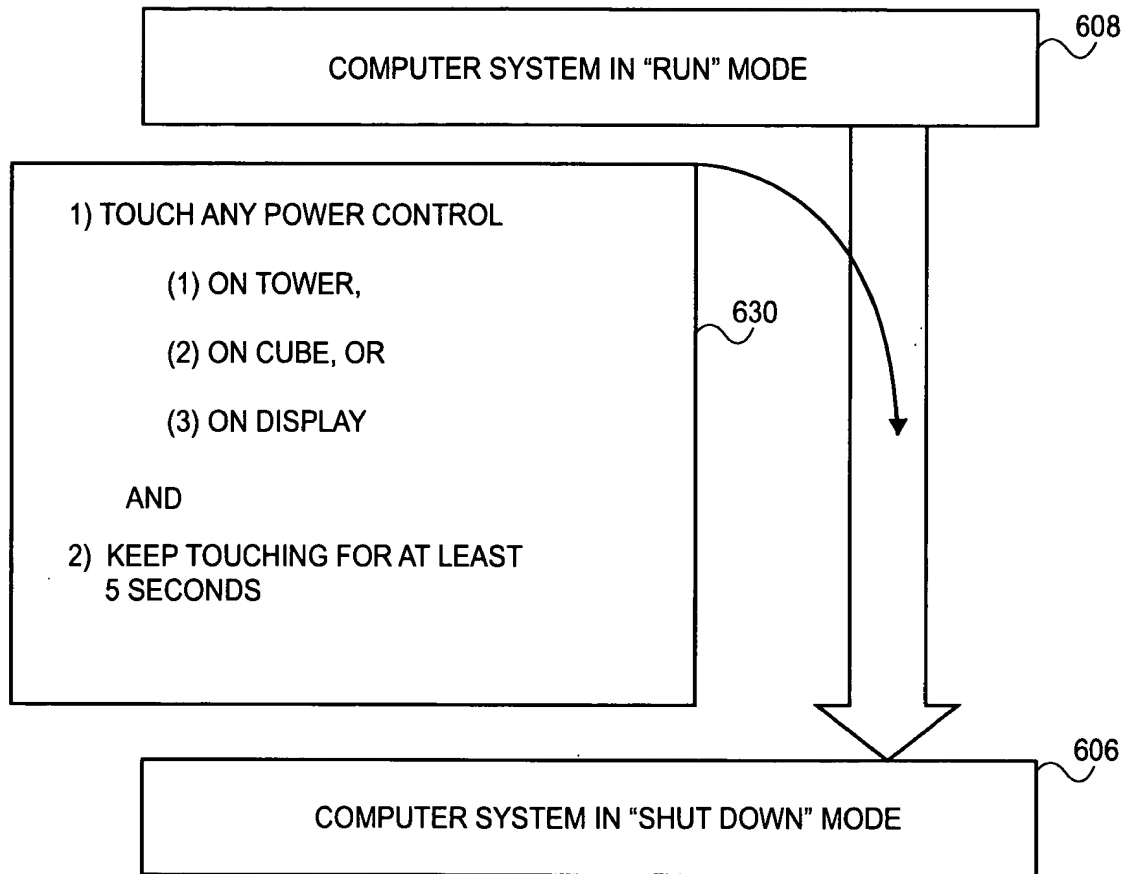 608
COMPUTER SYSTEM IN “RUN” MODE
1) TOUCH ANY POWER CONTROL
(1) ON TOWER,
630
(2) ON CUBE, OR
(3) ON DISPLAY
AND
2) KEEP TOUCHING FOR AT LEAST
5 SECONDS
606
COMPUTER SYSTEM IN “SHUT DOWN” MODE